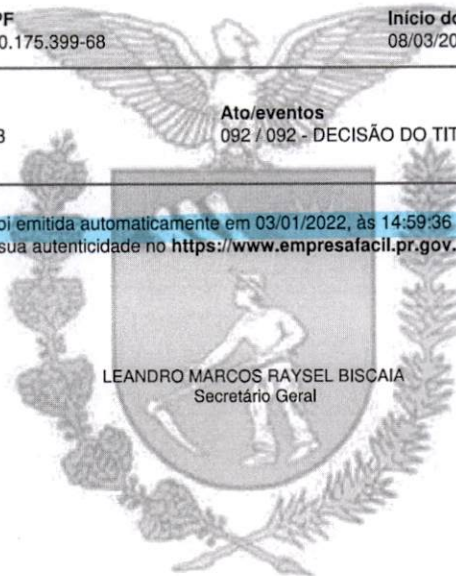 PF Início do
0.175.399-68 08/03/20
Ato/eventos
3 092 / 092 - DECISÃO DO TIT
oi emitida automaticamente em 03/01/2022, às 14:59:36
sua autenticidade no https://www.empresafacil.pr.gov.
LEANDRO MARCOS RAYSEL BISCAIA
Secretário Geral